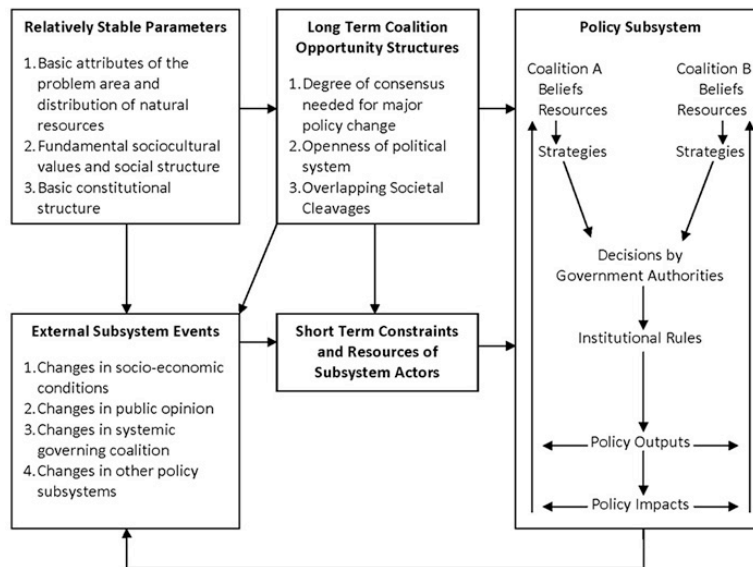 Relatively Stable Parameters
1. Basic attributes of the
problem area and
distribution of natural
resources
2. Fundamental sociocultural
values and social structure
3. Basic constitutional
structure
Long Term Coalition
Opportunity Structures
1. Degree of consensus
needed for major
policy change
2. Openness of political
system
3. Overlapping Societal
Cleavages
Policy Subsystem
Coalition A
Beliefs
Resources
Coalition B
Beliefs
Resources
Strategies
Strategies
Decisions by
Government Authorities
Institutional Rules
Policy Outputs
Policy Impacts
External Subsystem Events
1. Changes in socio-economic
conditions
2. Changes in public opinion
3. Changes in systemic
governing coalition
4. Changes in other policy
subsystems
Short Term Constraints
and Resources of
Subsystem Actors